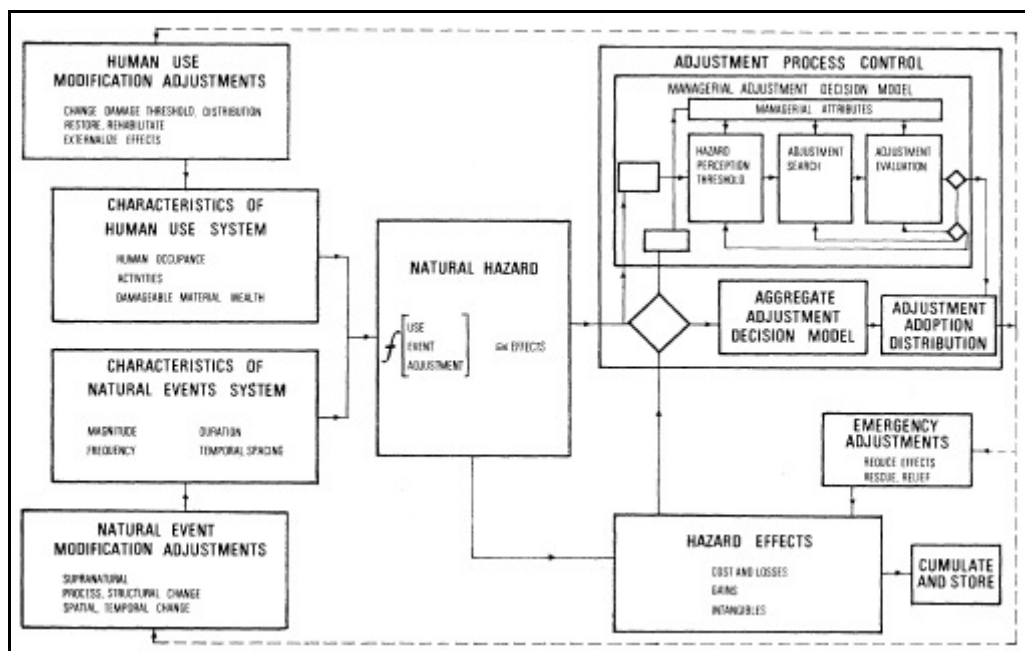 HUMAN USE
MODIFICATION ADJUSTMENTS
CHANGE DAMAGE THRESHOLD, DISTRIBUTION
RESTORE, REHABILITATE
EXTERNALIZE EFFECTS
CHARACTERISTICS OF
HUMAN USE SYSTEM
HUMAN OCCUPANCE
ACTIVITIES
DAMAGEABLE MATERIAL WEALTH
CHARACTERISTICS OF
NATURAL EVENTS SYSTEM
MAGNITUDE DURATION
FREQUENCY TEMPORAL SPACING
NATURAL EVENT
MODIFICATION ADJUSTMENTS
SUPRANATURAL
PROCESS, STRUCTURAL CHANGE
SPATIAL, TEMPORAL CHANGE
NATURAL HAZARD
f
USE
EVENT
ADJUSTMENT
EFFECTS
ADJUSTMENT PROCESS CONTROL
MANAGERIAL ADJUSTMENT DECISION MODEL
MANAGERIAL ATTRIBUTES
HAZARD
PERCEPTION
THRESHOLD
ADJUSTMENT
SEARCH
ADJUSTMENT
EVALUATION
AGGREGATE
ADJUSTMENT
DECISION MODEL
ADJUSTMENT
ADOPTION
DISTRIBUTION
EMERGENCY
ADJUSTMENTS
REDUCE EFFECTS
RESCUE, RELIEF
HAZARD EFFECTS
COST AND LOSSES
GAINS
INTANGIBLES
CUMULATE
AND STORE